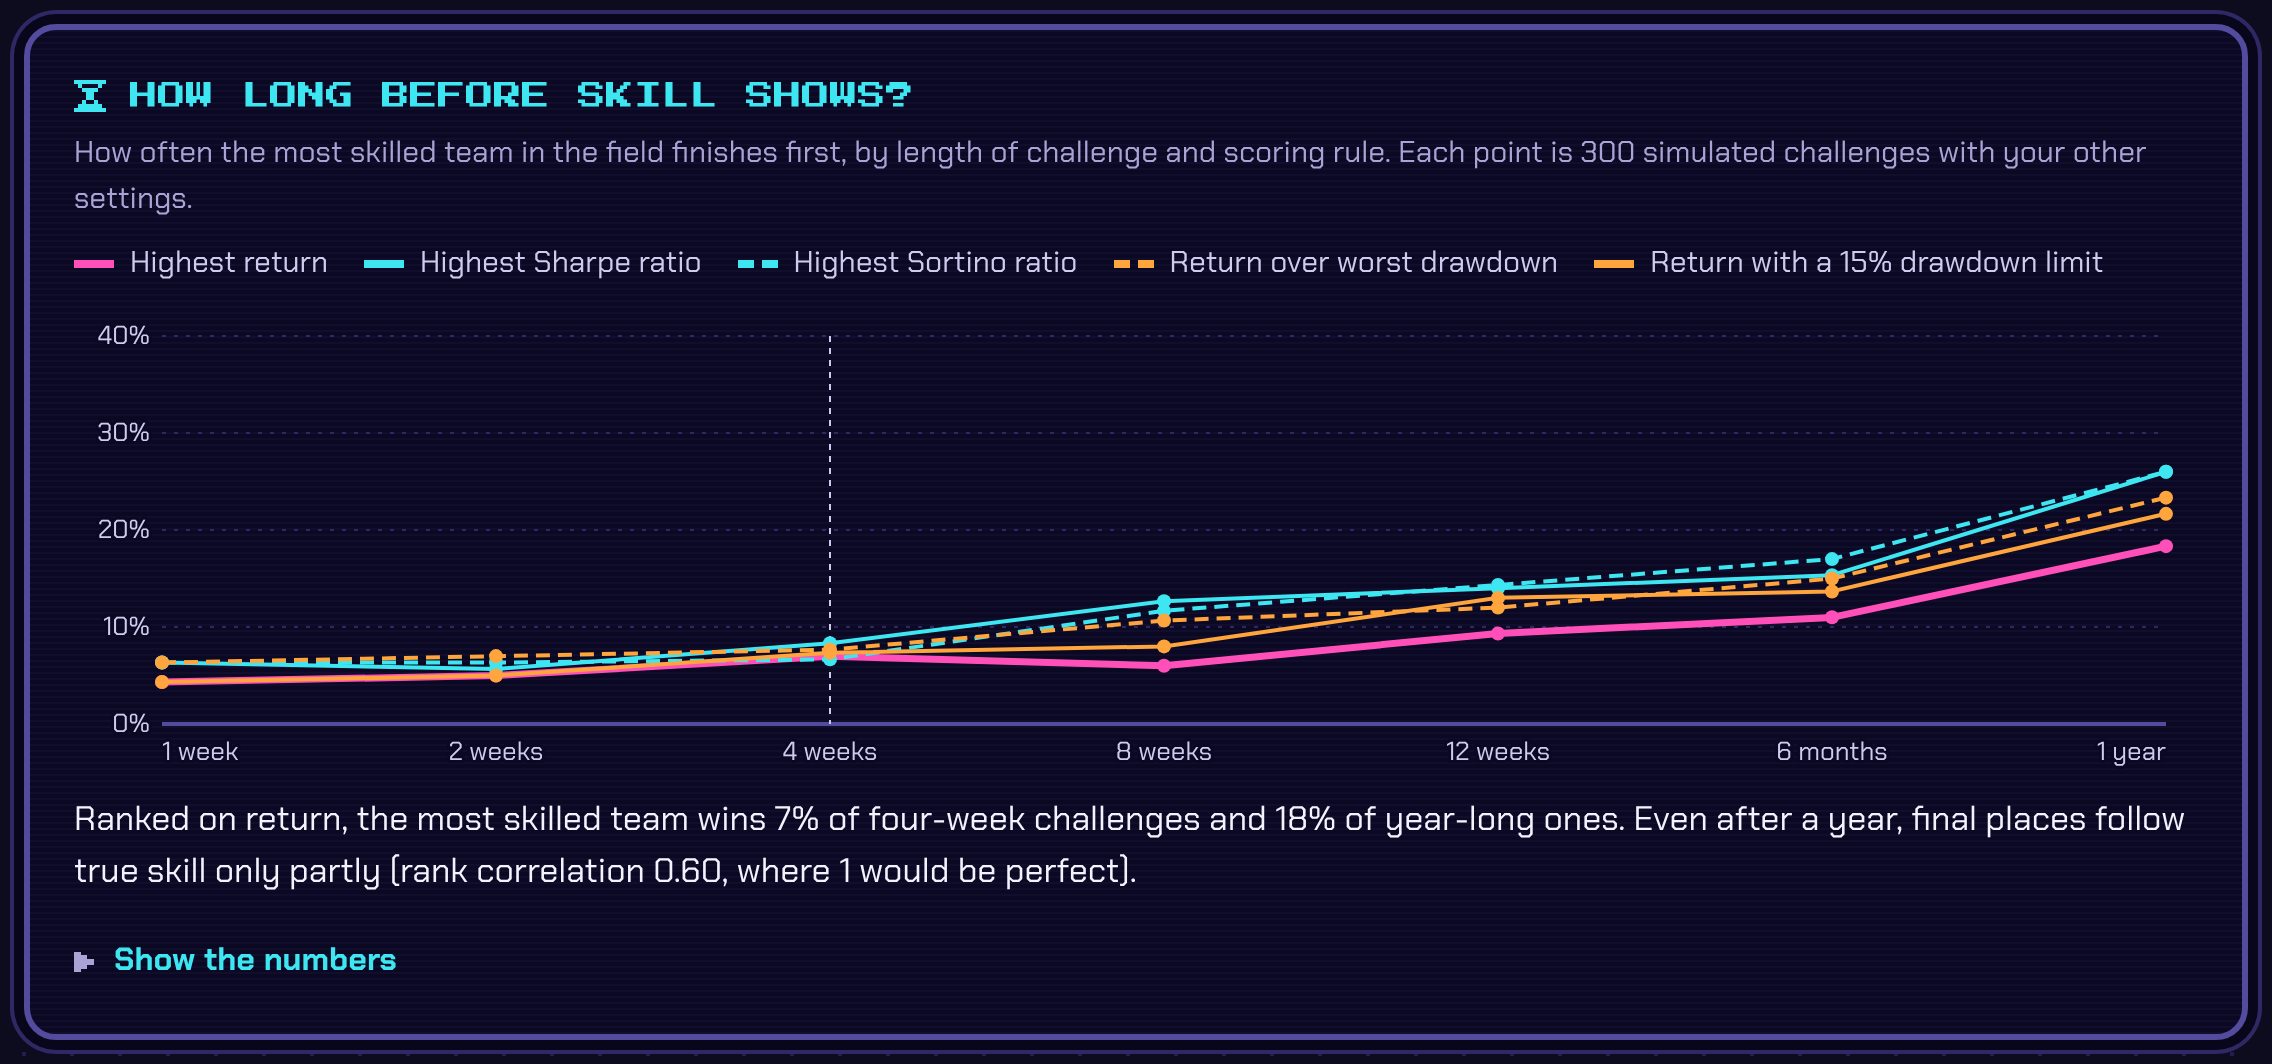 HOW LONG BEFORE SKILL SHOWS?
How often the most skilled team in the field finishes first, by length of challenge and scoring rule. Each point is 300 simulated challenges with your other
settings.
Highest return Highest Sharpe ratio Highest Sortino ratio Return over worst drawdown Return with a 15% drawdown limit
40%
30%
20%
10%
0%
1 week 2 weeks 4 weeks 8 weeks 12 weeks 6 months 1 year
Ranked on return, the most skilled team wins 7% of four-week challenges and 18% of year-long ones. Even after a year, final places follow
true skill only partly (rank correlation 0.60, where 1 would be perfect).
Show the numbers